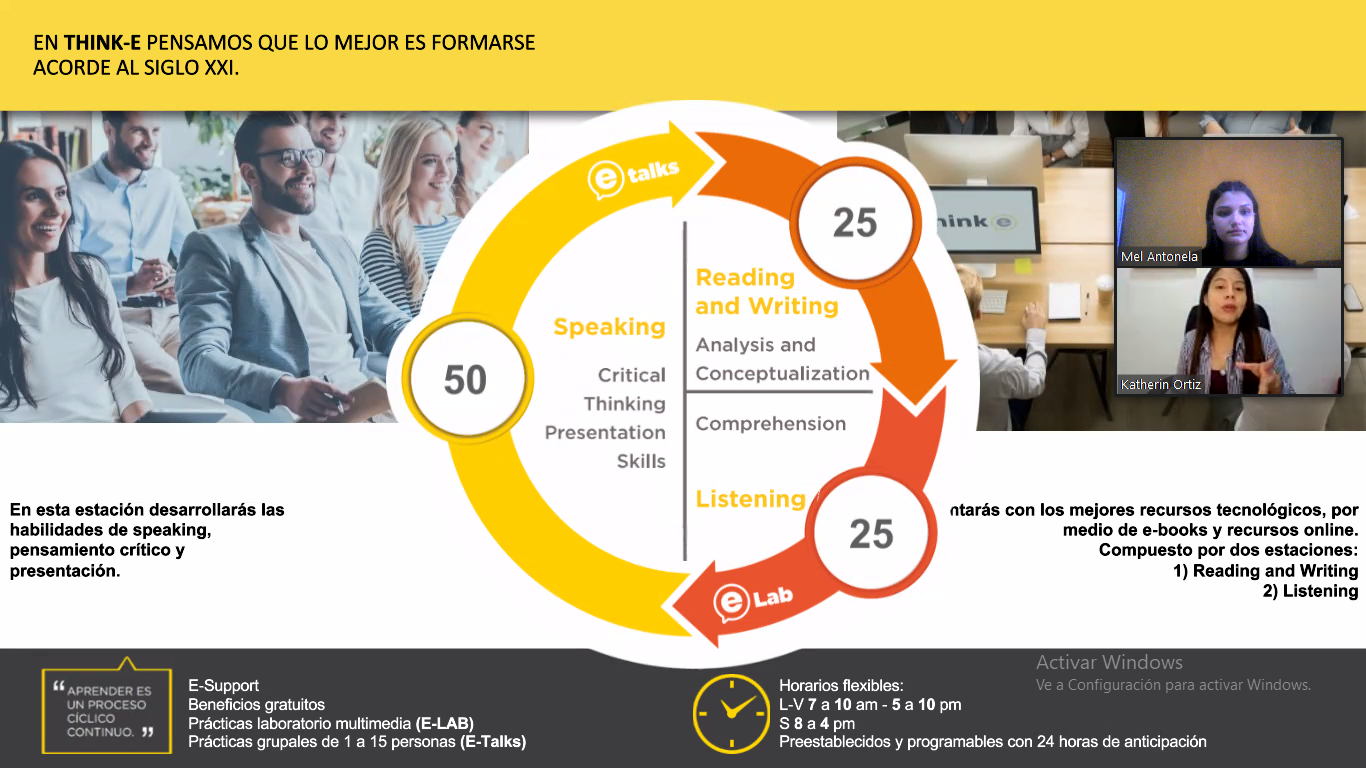 EN THINK-E PENSAMOS QUE LO MEJOR ES FORMARSE
ACORDE AL SIGLO XXI.
e talks
25
hink e
Mel Antonela
Katherin Ortiz
Reading
and Writing
Analysis and
Conceptualization
Speaking
Critical
Thinking
Presentation
Skills
50
Comprehension
Listening
25
e Lab
En esta estación desarrollarás las
habilidades de speaking,
pensamiento crítico y
presentación.
ntarás con los mejores recursos tecnológicos, por
medio de e-books y recursos online.
Compuesto por dos estaciones:
1) Reading and Writing
2) Listening
“ APRENDER ES
UN PROCESO
CÍCLICO
CONTINUO. ”
E-Support
Beneficios gratuitos
Prácticas laboratorio multimedia (E-LAB)
Prácticas grupales de 1 a 15 personas (E-Talks)
Horarios flexibles:
L-V 7 a 10 am - 5 a 10 pm
S 8 a 4 pm
Preestablecidos y programables con 24 horas de anticipación
Activar Windows
Ve a Configuración para activar Windows.